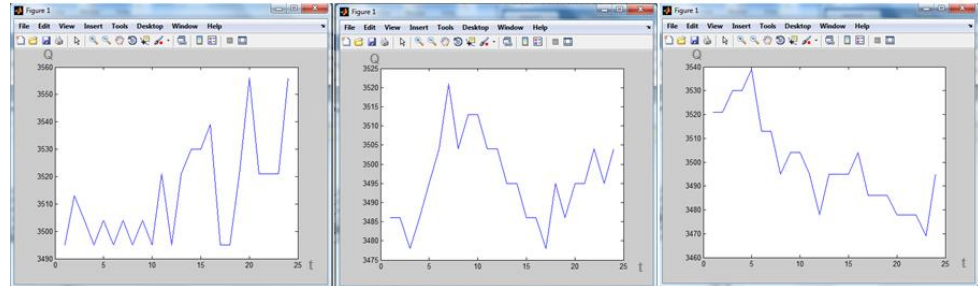 Figure 1
File Edit View Insert Tools Desktop Window Help
Q
3560
3550
3540
3530
3520
3510
3500
3490
0 5 10 15 20 25
t
Figure 1
File Edit View Insert Tools Desktop Window Help
Q
3525
3520
3515
3510
3505
3500
3495
3490
3485
3480
3475
0 5 10 15 20 25
t
Figure 1
File Edit View Insert Tools Desktop Window Help
Q
3540
3530
3520
3510
3500
3490
3480
3470
3460
0 5 10 15 20 25
t